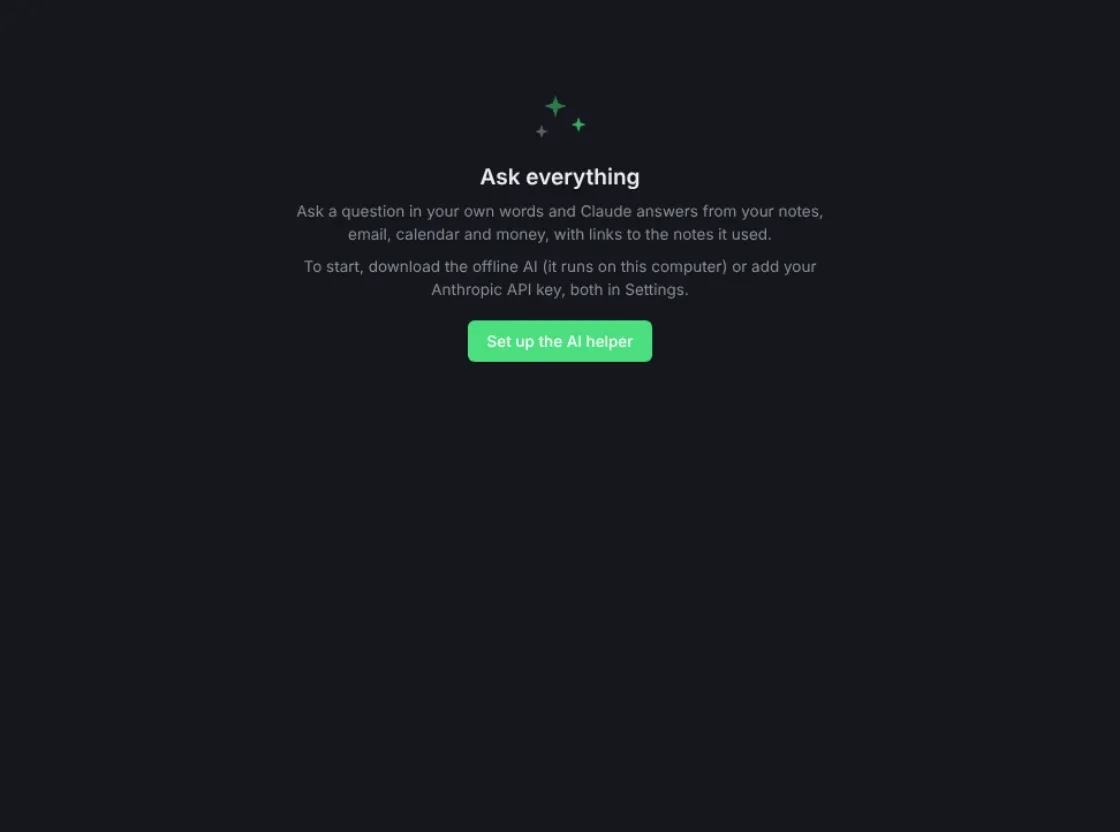 Ask everything
Ask a question in your own words and Claude answers from your notes,
email, calendar and money, with links to the notes it used.
To start, download the offline AI (it runs on this computer) or add your
Anthropic API key, both in Settings.
Set up the AI helper